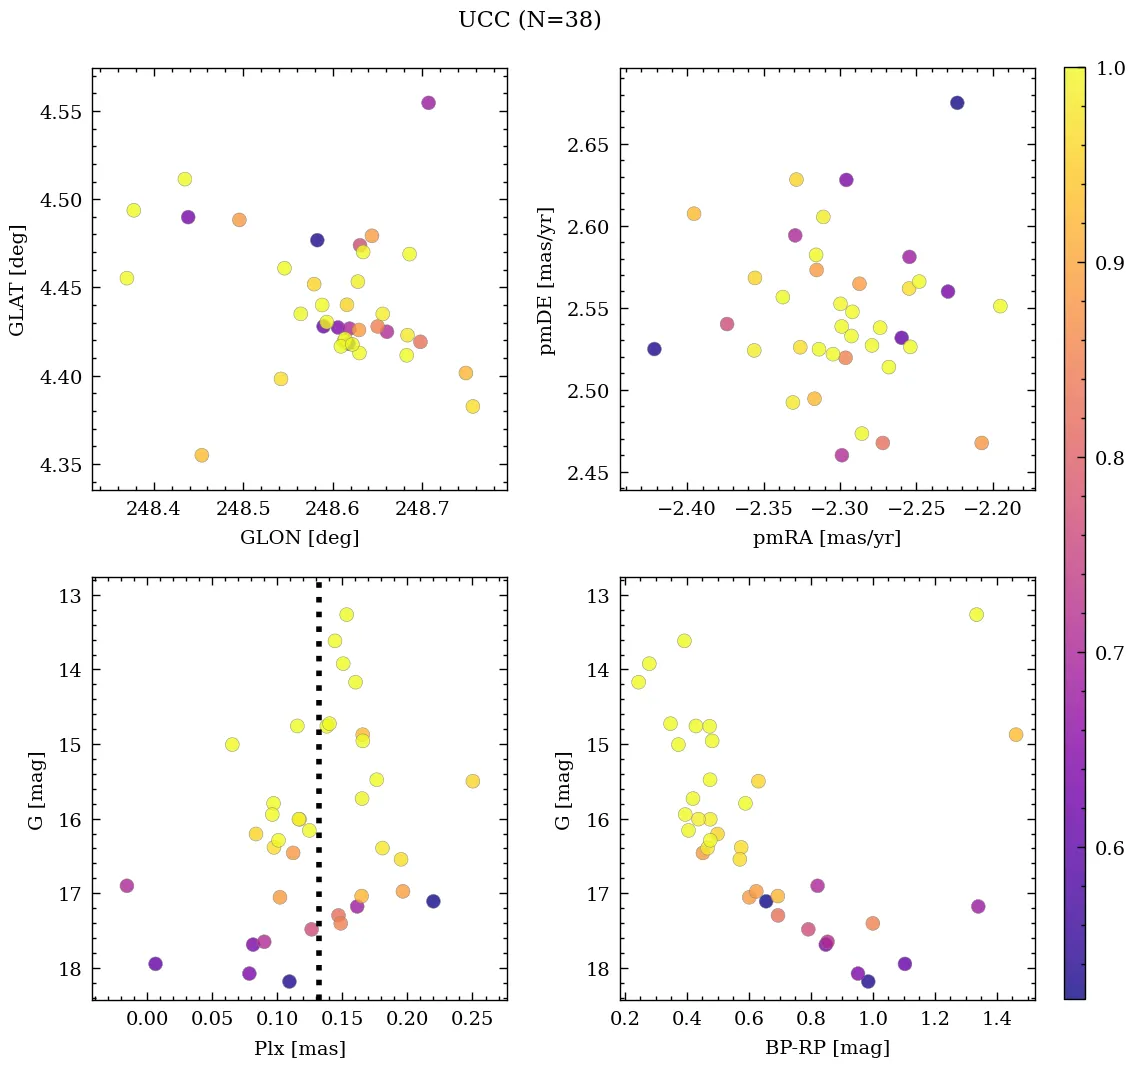 UCC (N=38)
4.55
4.50
4.45
4.40
4.35
GLAT [deg]
248.4 248.5 248.6 248.7
GLON [deg]
2.65
2.60
2.55
2.50
2.45
pmDE [mas/yr]
−2.40 −2.35 −2.30 −2.25 −2.20
pmRA [mas/yr]
13
14
15
16
17
18
G [mag]
0.00 0.05 0.10 0.15 0.20 0.25
Plx [mas]
13
14
15
16
17
18
G [mag]
0.2 0.4 0.6 0.8 1.0 1.2 1.4
BP-RP [mag]
1.0
0.9
0.8
0.7
0.6